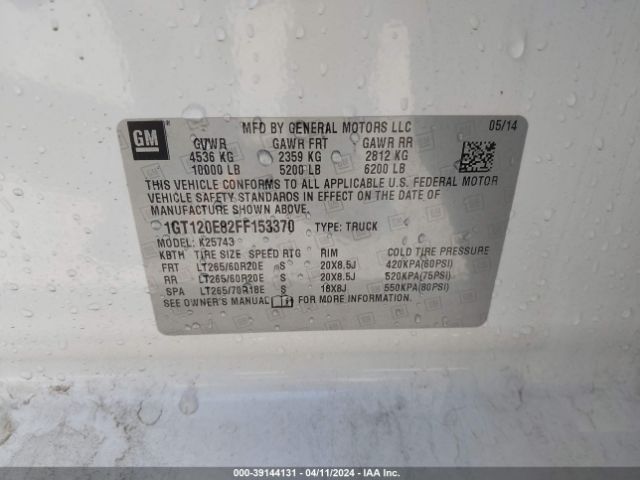 GM
MFD BY GENERAL MOTORS LLC 05/14
GVWR GAWR FRT GAWR RR
4536 KG 2359 KG 2812 KG
10000 LB 5200 LB 6200 LB
THIS VEHICLE CONFORMS TO ALL APPLICABLE U.S. FEDERAL MOTOR
VEHICLE SAFETY STANDARDS IN EFFECT ON THE DATE OF
MANUFACTURE SHOWN ABOVE.
1GT120E82FF153370 TYPE: TRUCK
MODEL: K25743
KBTH TIRE SIZE SPEED RTG RIM COLD TIRE PRESSURE
FRT LT265/60R20E S 20X8.5J 420KPA(60PSI)
RR LT265/60R20E S 20X8.5J 520KPA(75PSI)
SPA LT265/70R18E S 18X8J 550KPA(80PSI)
SEE OWNER'S MANUAL FOR MORE INFORMATION.
000-39144131 - 04/11/2024 - IAA Inc.